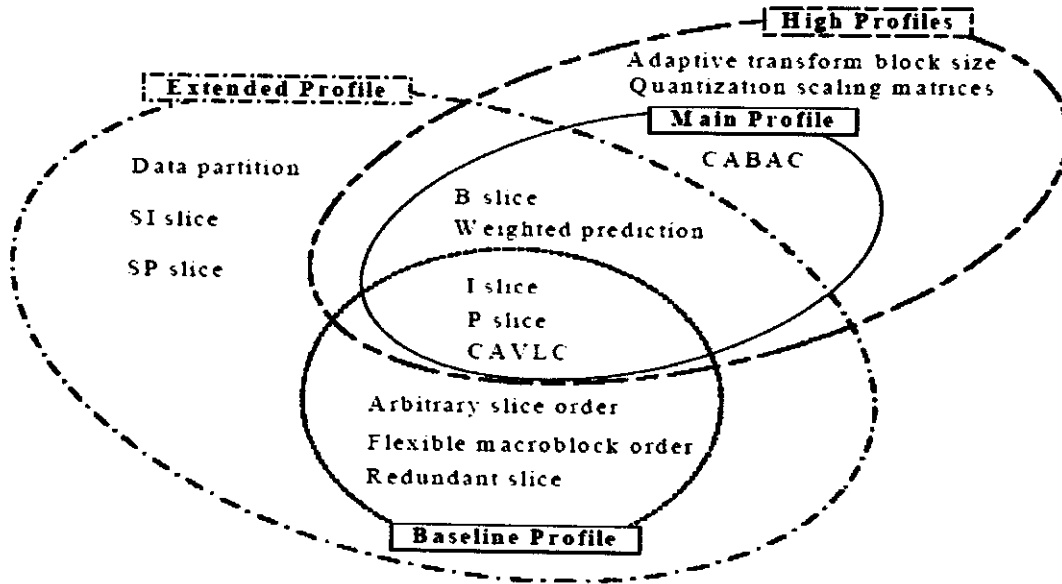 High Profiles
Adaptive transform block size
Quantization scaling matrices
Extended Profile
Main Profile
CABAC
Data partition
SI slice
SP slice
B slice
Weighted prediction
I slice
P slice
CAVLC
Arbitrary slice order
Flexible macroblock order
Redundant slice
Baseline Profile